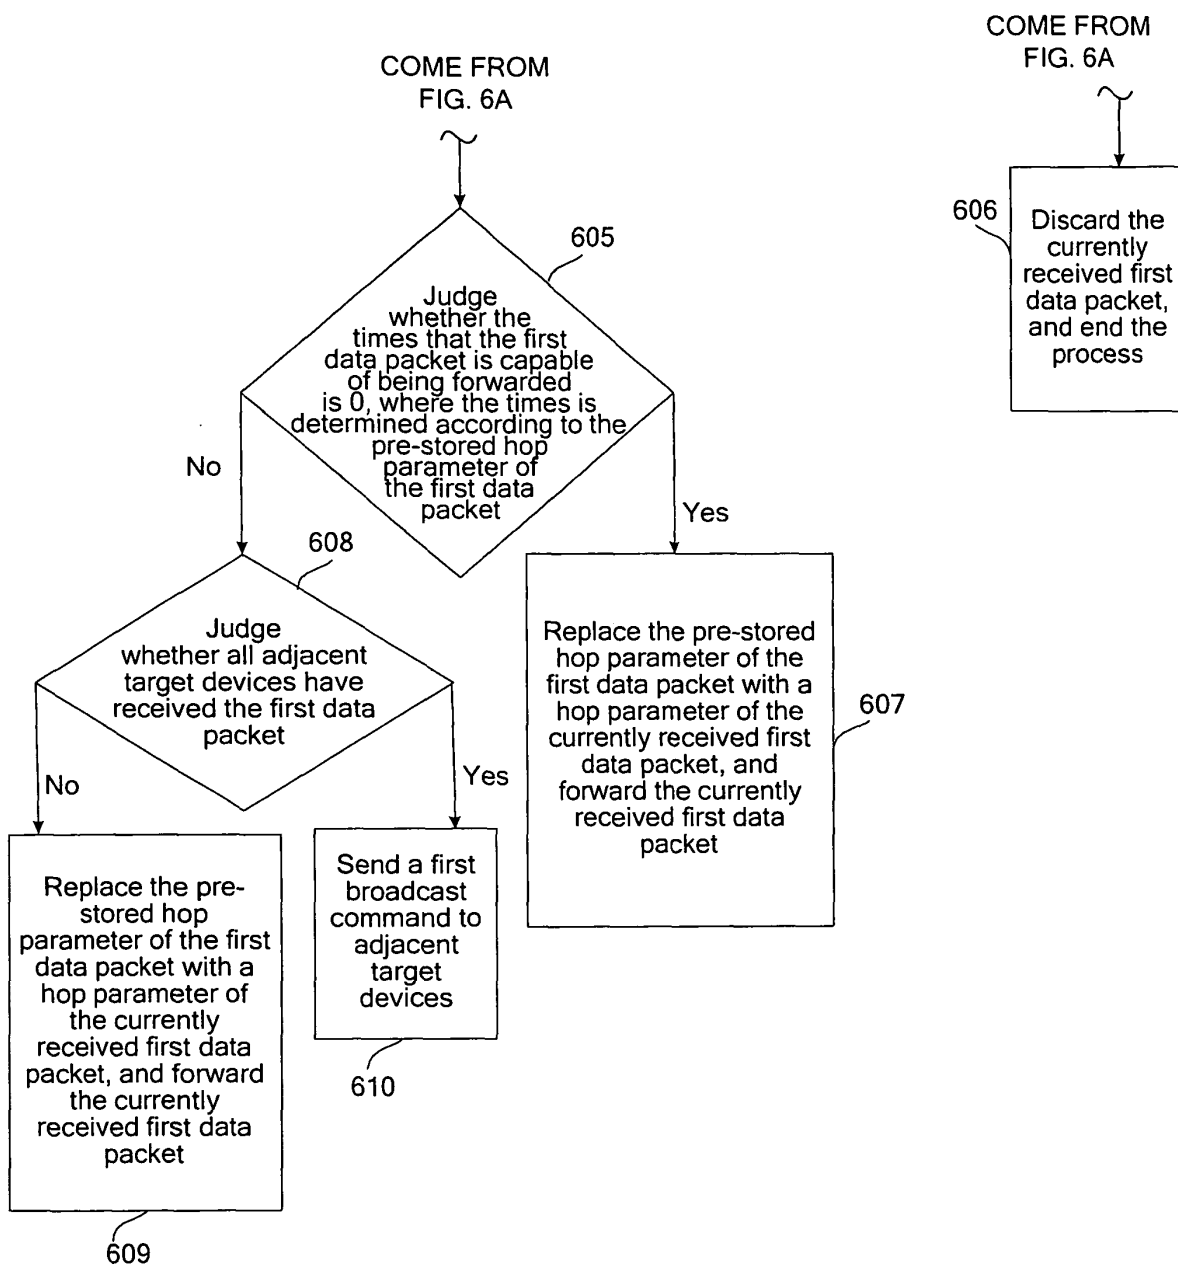 COME FROM
FIG. 6A
COME FROM
FIG. 6A
605
Judge
whether the
times that the first
data packet is capable
of being forwarded
is 0, where the times is
determined according to the
pre-stored hop
parameter of
the first data
packet
606
Discard the
currently
received first
data packet,
and end the
process
No
Yes
608
Judge
whether all adjacent
target devices have
received the first data
packet
Replace the pre-stored
hop parameter of the
first data packet with a
hop parameter of the
currently received first
data packet, and
forward the currently
received first data
packet
607
No
Yes
Replace the pre-
stored hop
parameter of the first
data packet with a
hop parameter of
the currently
received first data
packet, and forward
the currently
received first data
packet
609
Send a first
broadcast
command to
adjacent
target
devices
610